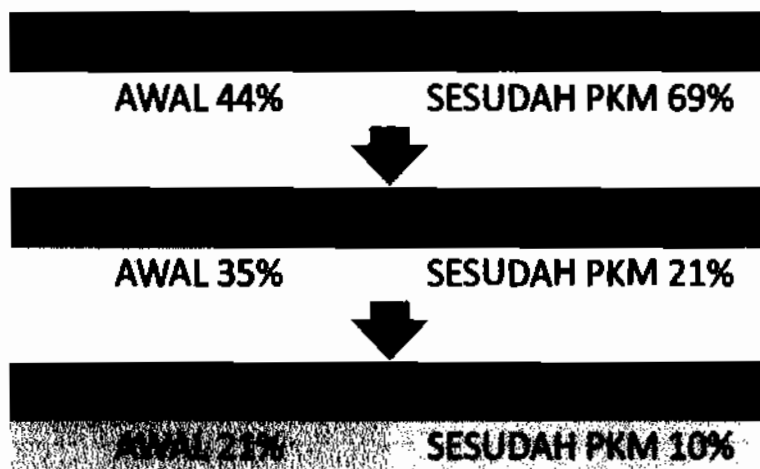 AWAL 44% SESUDAH PKM 69%
AWAL 35% SESUDAH PKM 21%
AWAL 21% SESUDAH PKM 10%